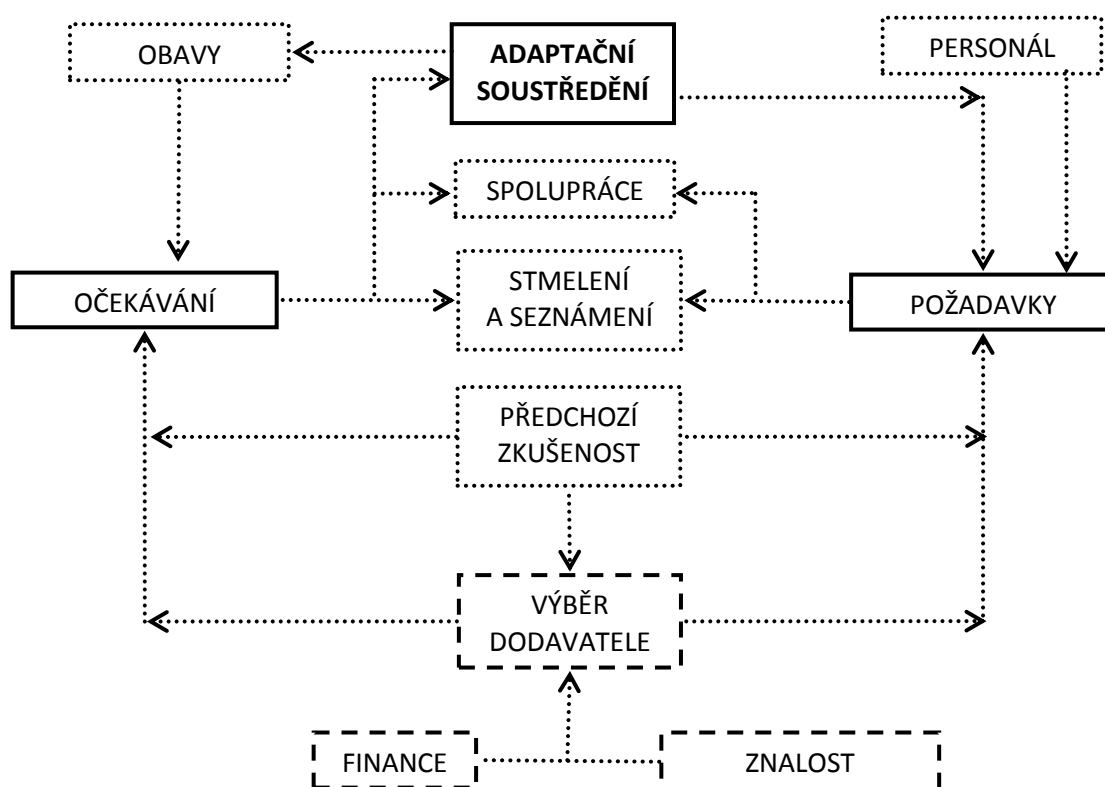 OBAVY
ADAPTAČNÍ
SOUSTŘEDĚNÍ
PERSONÁL
SPOLUPRÁCE
OČEKÁVÁNÍ
STMELENÍ
A SEZNÁMENÍ
POŽADAVKY
PŘEDCHOZÍ
ZKUŠENOST
VÝBĚR
DODAVATELE
FINANCE
ZNALOST